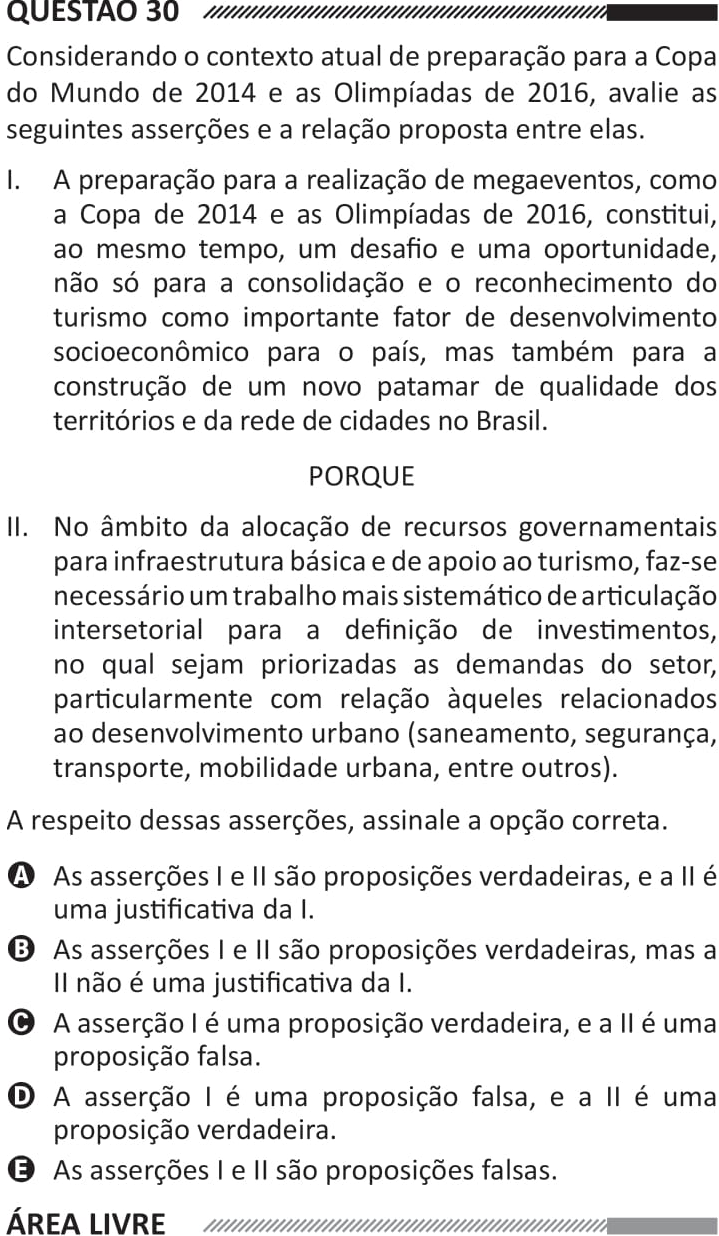 QUESTÃO 30
Considerando o contexto atual de preparação para a Copa
do Mundo de 2014 e as Olimpíadas de 2016, avalie as
seguintes asserções e a relação proposta entre elas.
I. A preparação para a realização de megaeventos, como
a Copa de 2014 e as Olimpíadas de 2016, constitui,
ao mesmo tempo, um desafio e uma oportunidade,
não só para a consolidação e o reconhecimento do
turismo como importante fator de desenvolvimento
socioeconômico para o país, mas também para a
construção de um novo patamar de qualidade dos
territórios e da rede de cidades no Brasil.
PORQUE
II. No âmbito da alocação de recursos governamentais
para infraestrutura básica e de apoio ao turismo, faz-se
necessário um trabalho mais sistemático de articulação
intersetorial para a definição de investimentos,
no qual sejam priorizadas as demandas do setor,
particularmente com relação àqueles relacionados
ao desenvolvimento urbano (saneamento, segurança,
transporte, mobilidade urbana, entre outros).
A respeito dessas asserções, assinale a opção correta.
A As asserções I e II são proposições verdadeiras, e a II é
uma justificativa da I.
B As asserções I e II são proposições verdadeiras, mas a
II não é uma justificativa da I.
C A asserção I é uma proposição verdadeira, e a II é uma
proposição falsa.
D A asserção I é uma proposição falsa, e a II é uma
proposição verdadeira.
E As asserções I e II são proposições falsas.
ÁREA LIVRE